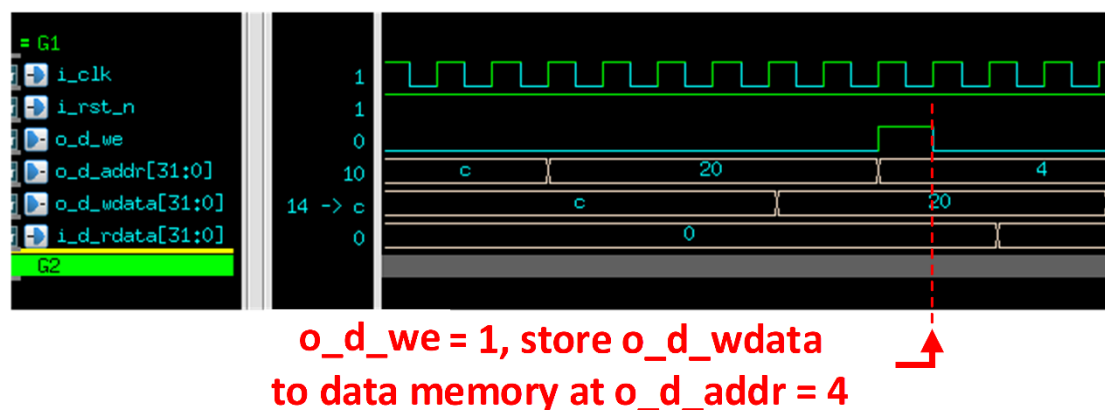 = G1
i_clk 1
i_rst_n 1
o_d_we 0
o_d_addr[31:0] 10 c 20 4
o_d_wdata[31:0] 14 -> c c 20
i_d_rdata[31:0] 0 0
G2
o_d_we = 1, store o_d_wdata
to data memory at o_d_addr = 4